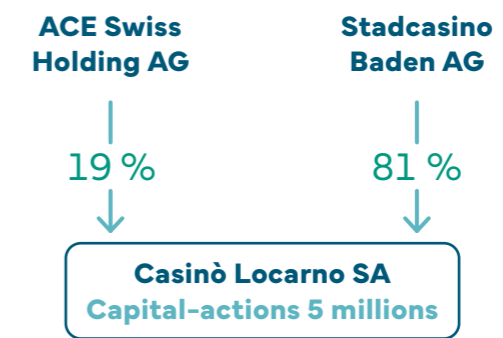 ACE Swiss
Holding AG
Stadcasino
Baden AG
19 %
81 %
Casinò Locarno SA
Capital-actions 5 millions